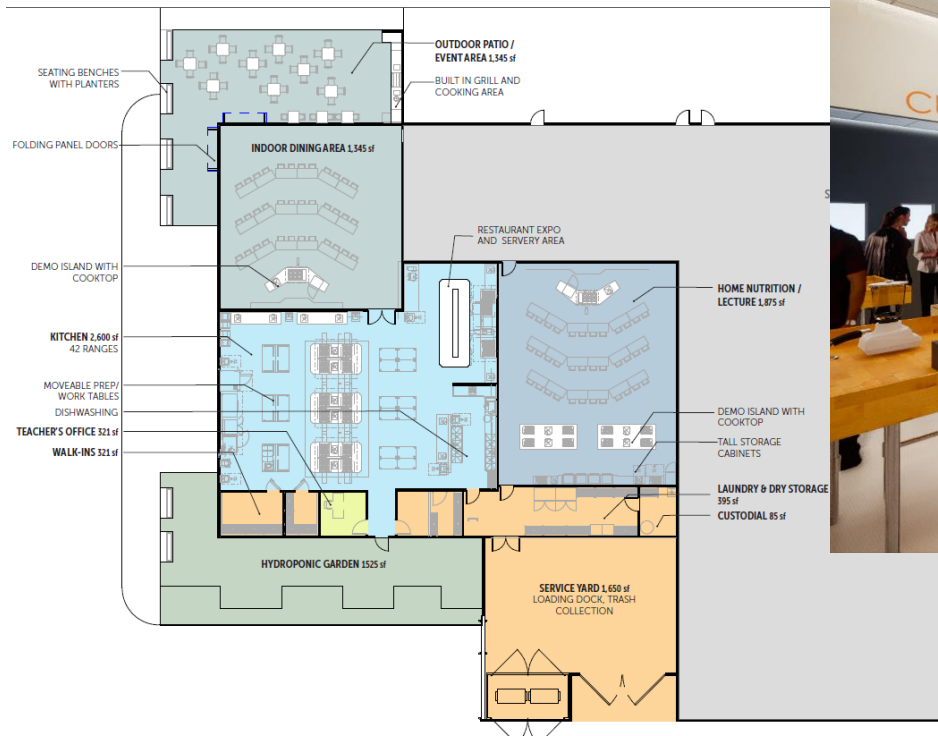 OUTDOOR PATIO /
EVENT AREA 1,345 sf
SEATING BENCHES
WITH PLANTERS
BUILT IN GRILL AND
COOKING AREA
FOLDING PANEL DOORS
INDOOR DINING AREA 1,345 sf
RESTAURANT EXPO
AND SERVERY AREA
DEMO ISLAND WITH
COOKTOP
HOME NUTRITION /
LECTURE 1,875 sf
KITCHEN 2,600 sf
42 RANGES
MOVEABLE PREP/
WORK TABLES
DISHWASHING
DEMO ISLAND WITH
COOKTOP
TEACHER'S OFFICE 321 sf
TALL STORAGE
CABINETS
WALK-INS 321 sf
LAUNDRY & DRY STORAGE
395 sf
CUSTODIAL 85 sf
HYDROPONIC GARDEN 1525 sf
SERVICE YARD 1,650 sf
LOADING DOCK, TRASH
COLLECTION